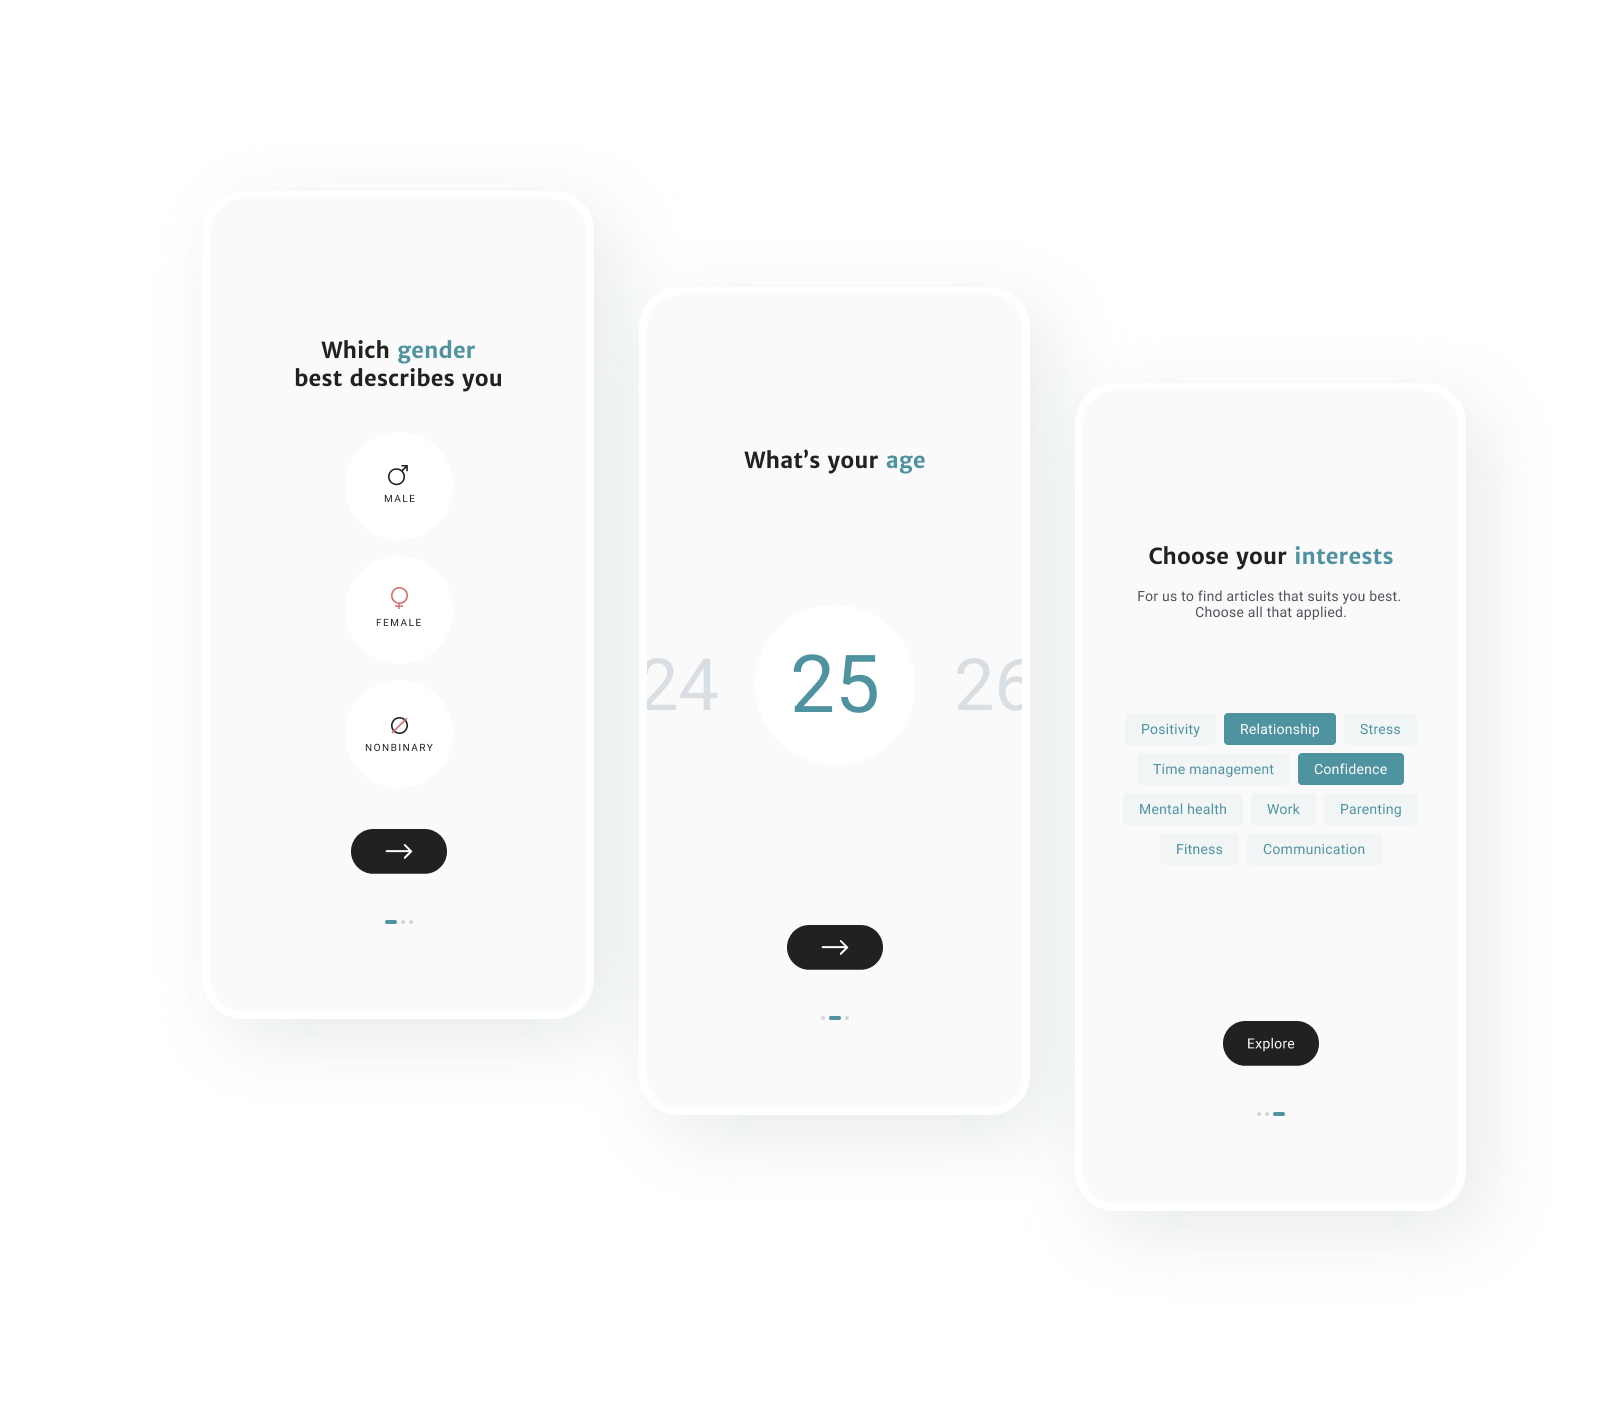 Which gender
best describes you
MALE
FEMALE
NONBINARY
What’s your age
24 25 26
Choose your interests
For us to find articles that suits you best.
Choose all that applied.
Positivity Relationship Stress
Time management Confidence
Mental health Work Parenting
Fitness Communication
Explore